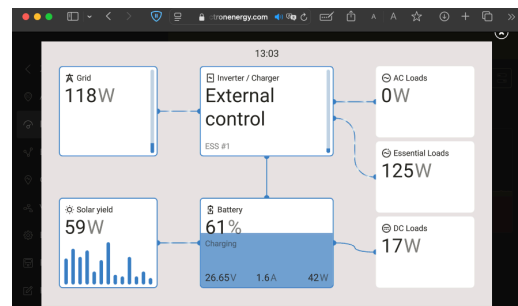 tronenergy.com
A A
13:03
Grid
118W
Inverter / Charger
External
control
ESS #1
AC Loads
0W
Essential Loads
125W
Solar yield
59W
Battery
61%
Charging
26.65V 1.6A 42W
DC Loads
17W